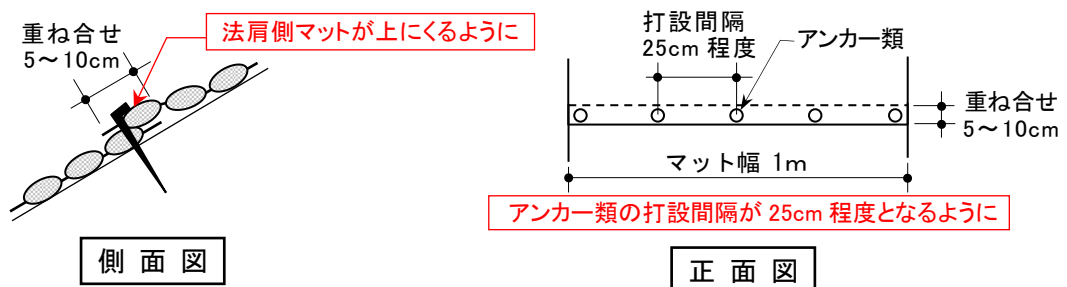 重ね合せ
5～10cm
法肩側マットが上にくるように
側面図
打設間隔
25cm 程度
アンカー類
重ね合せ
5～10cm
マット幅 1m
アンカー類の打設間隔が 25cm 程度となるように
正面図